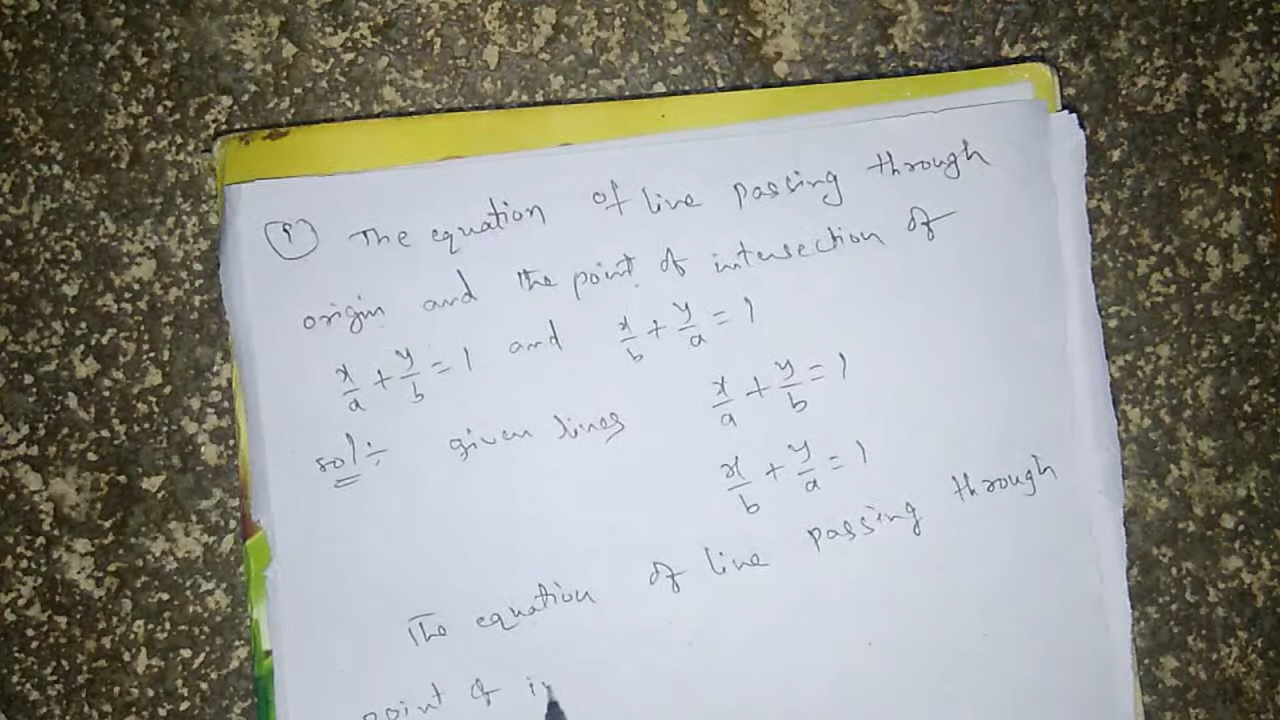 9 The equation of line passing through
origin and the point of intersection of
x/a + y/b = 1 and x/b + y/a = 1
sol÷ given lines x/a + y/b = 1
x/b + y/a = 1
The equation of line passing through
point of